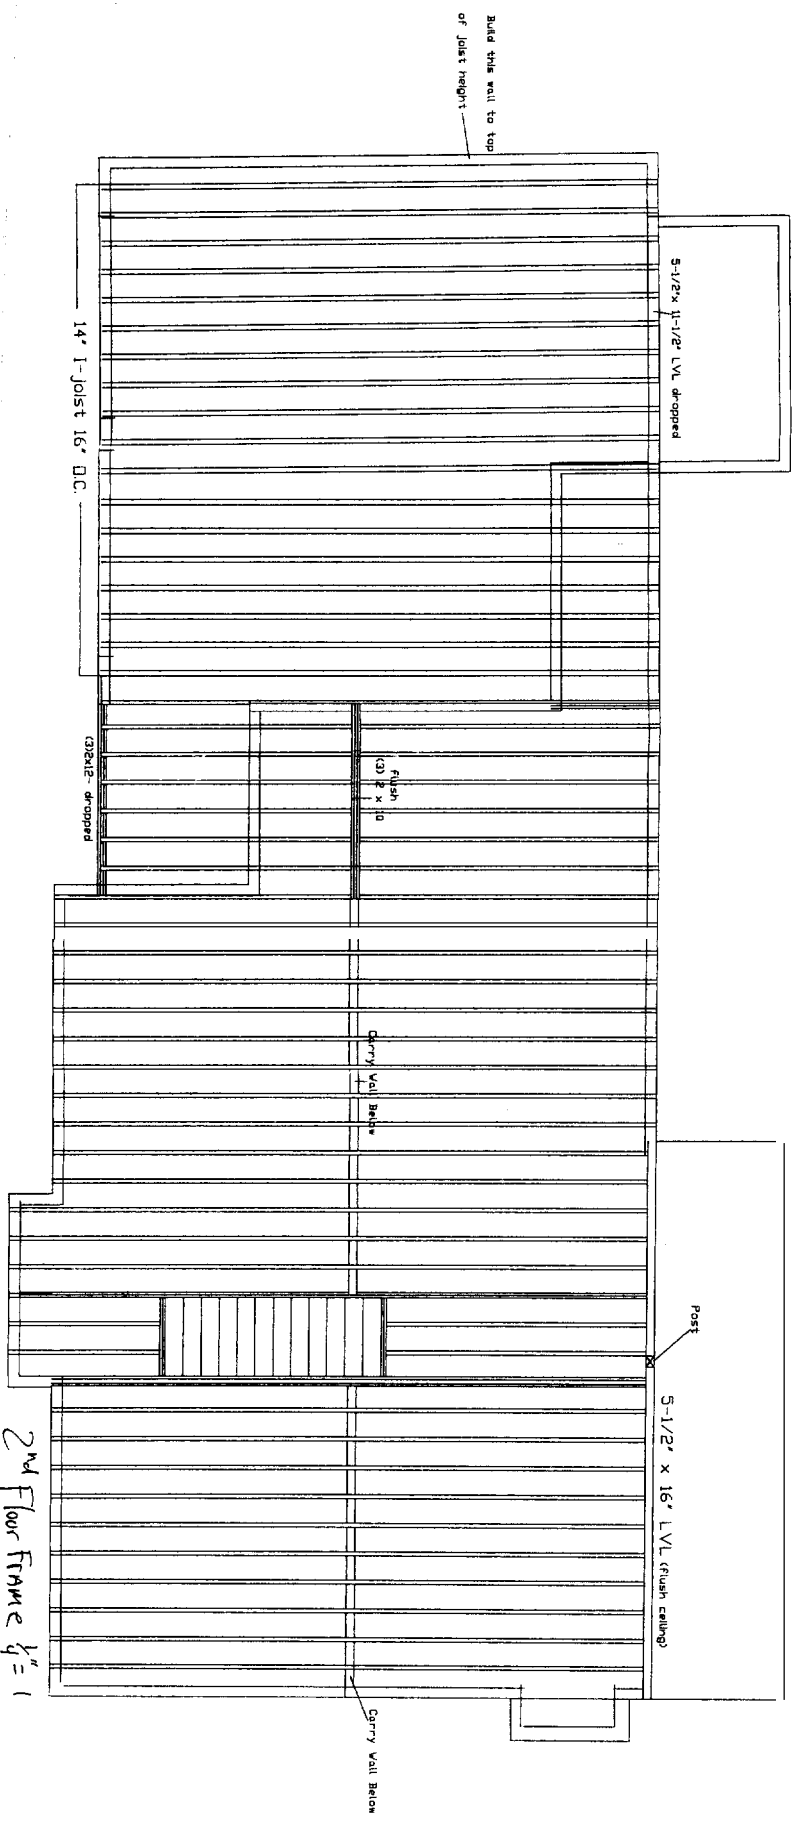 Build this wall to top
of joist height
5-1/2"x 11-1/2" LVL dropped
14" I-joist 16" O.C.
flush
(3) 2 x 10
(3)2x12- dropped
Carry Wall Below
Post
5-1/2" x 16" LVL (flush ceiling)
Carry Wall Below
2nd Floor Frame 1/4" = 1